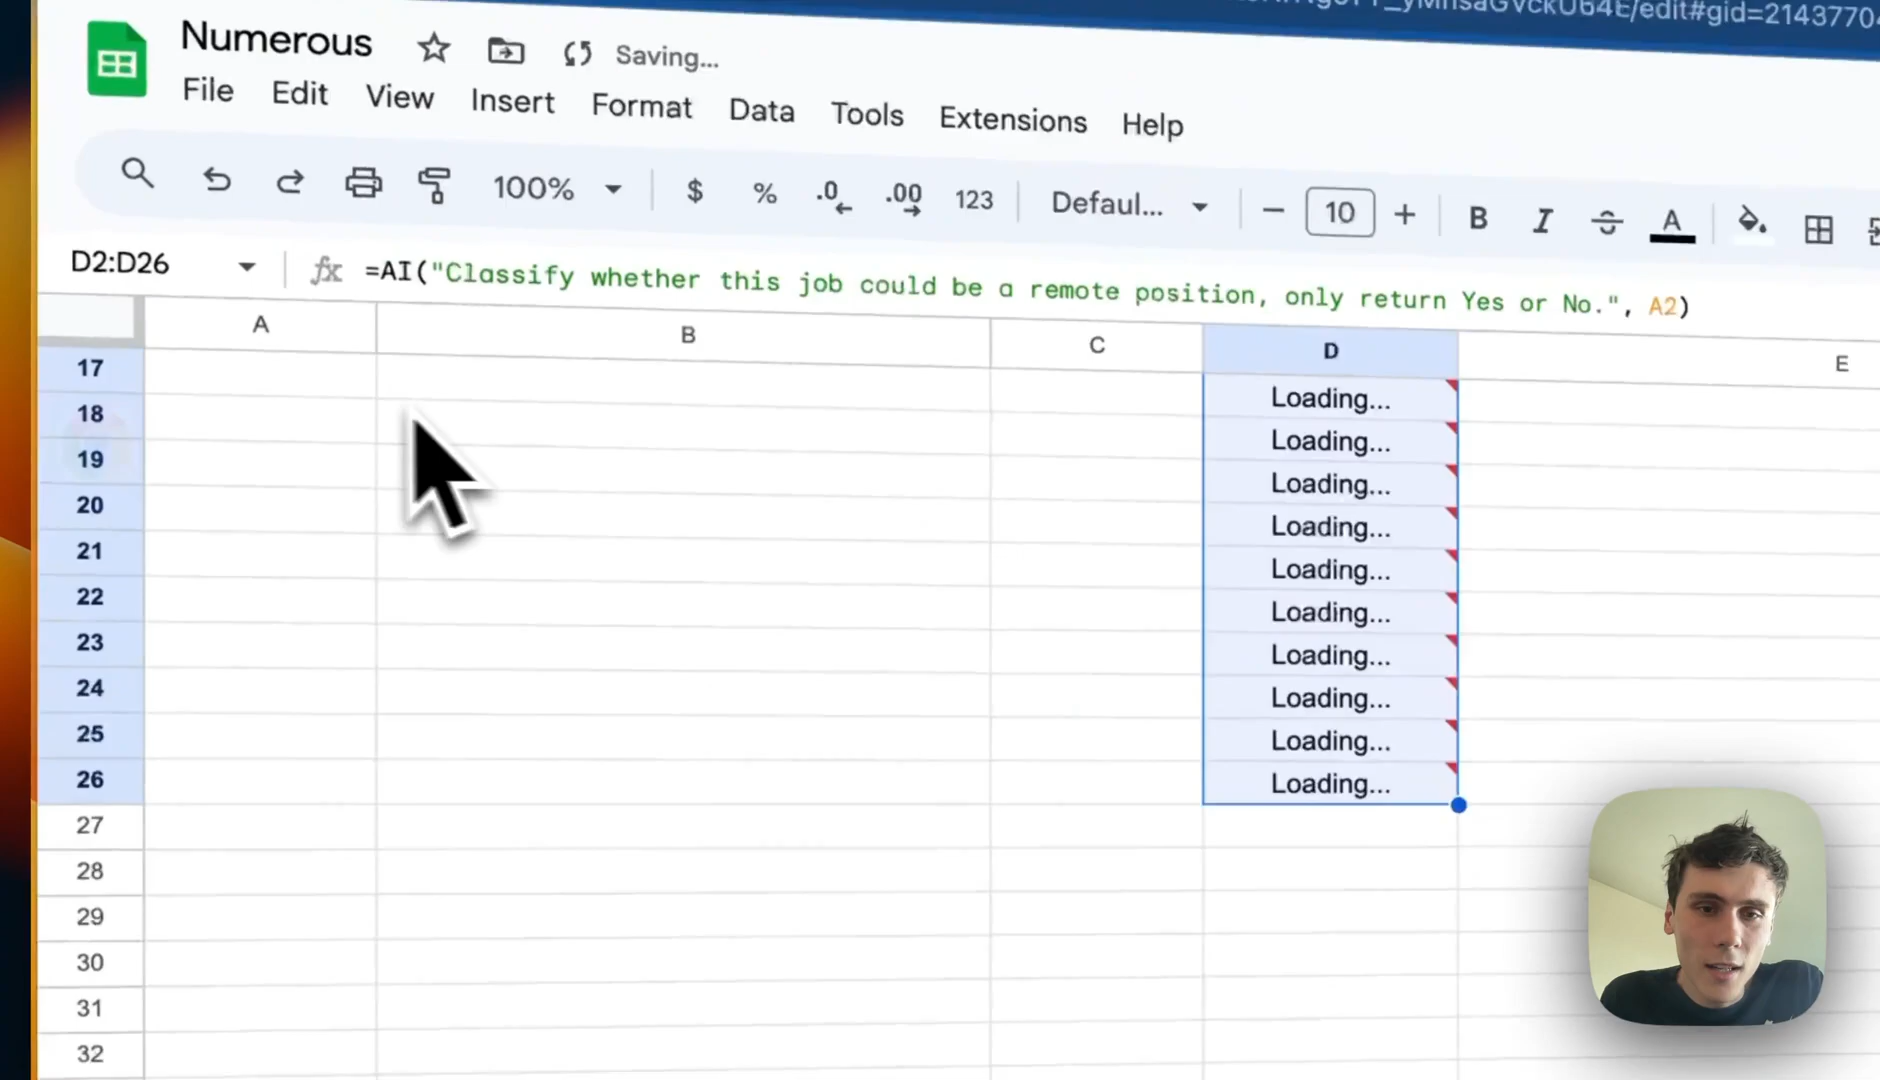 /edit#gid=2143770
Numerous Saving...
File Edit View Insert Format Data Tools Extensions Help
100% $ % .0 .00 123 Defaul... 10 B I A
D2:D26 fx =AI("Classify whether this job could be a remote position, only return Yes or No.", A2)
A B C D E
17 Loading...
18 Loading...
19 Loading...
20 Loading...
21 Loading...
22 Loading...
23 Loading...
24 Loading...
25 Loading...
26 Loading...
27
28
29
30
31
32